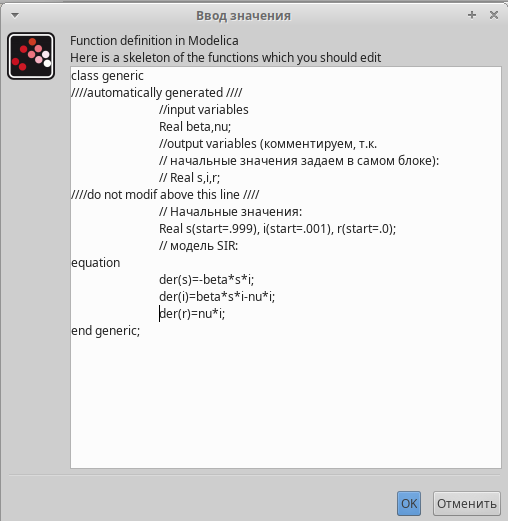 Ввод значения
Function definition in Modelica
Here is a skeleton of the functions which you should edit
class generic
////automatically generated ////
//input variables
Real beta,nu;
//output variables (комментируем, т.к.
// начальные значения задаем в самом блоке):
// Real s,i,r;
////do not modif above this line ////
// Начальные значения:
Real s(start=.999), i(start=.001), r(start=.0);
// модель SIR:
equation
der(s)=-beta*s*i;
der(i)=beta*s*i-nu*i;
der(r)=nu*i;
end generic;
OK Отменить